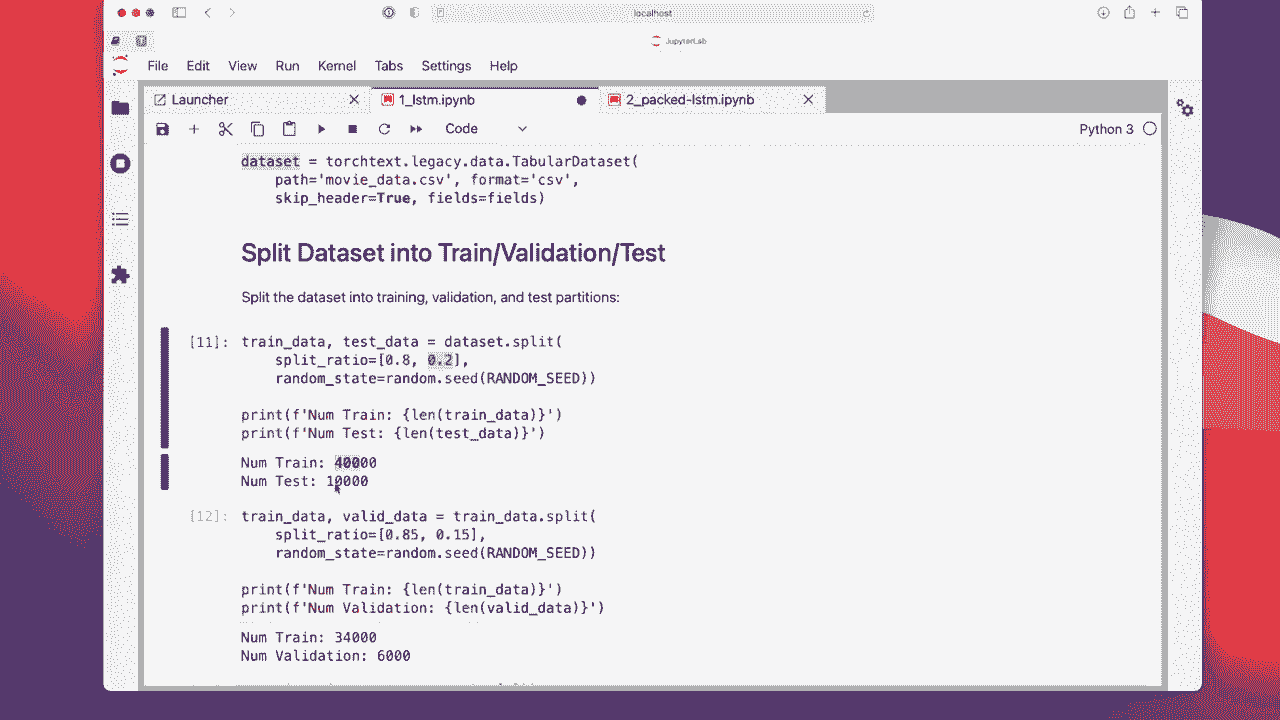 localhost
JupyterLab
File Edit View Run Kernel Tabs Settings Help
Launcher 1_lstm.ipynb 2_packed-lstm.ipynb
Code Python 3
dataset = torchtext.legacy.data.TabularDataset(
path='movie_data.csv', format='csv',
skip_header=True, fields=fields)
Split Dataset into Train/Validation/Test
Split the dataset into training, validation, and test partitions:
[11]: train_data, test_data = dataset.split(
split_ratio=[0.8, 0.2],
random_state=random.seed(RANDOM_SEED))
print(f'Num Train: {len(train_data)}')
print(f'Num Test: {len(test_data)}')
Num Train: 40000
Num Test: 10000
[12]: train_data, valid_data = train_data.split(
split_ratio=[0.85, 0.15],
random_state=random.seed(RANDOM_SEED))
print(f'Num Train: {len(train_data)}')
print(f'Num Validation: {len(valid_data)}')
Num Train: 34000
Num Validation: 6000